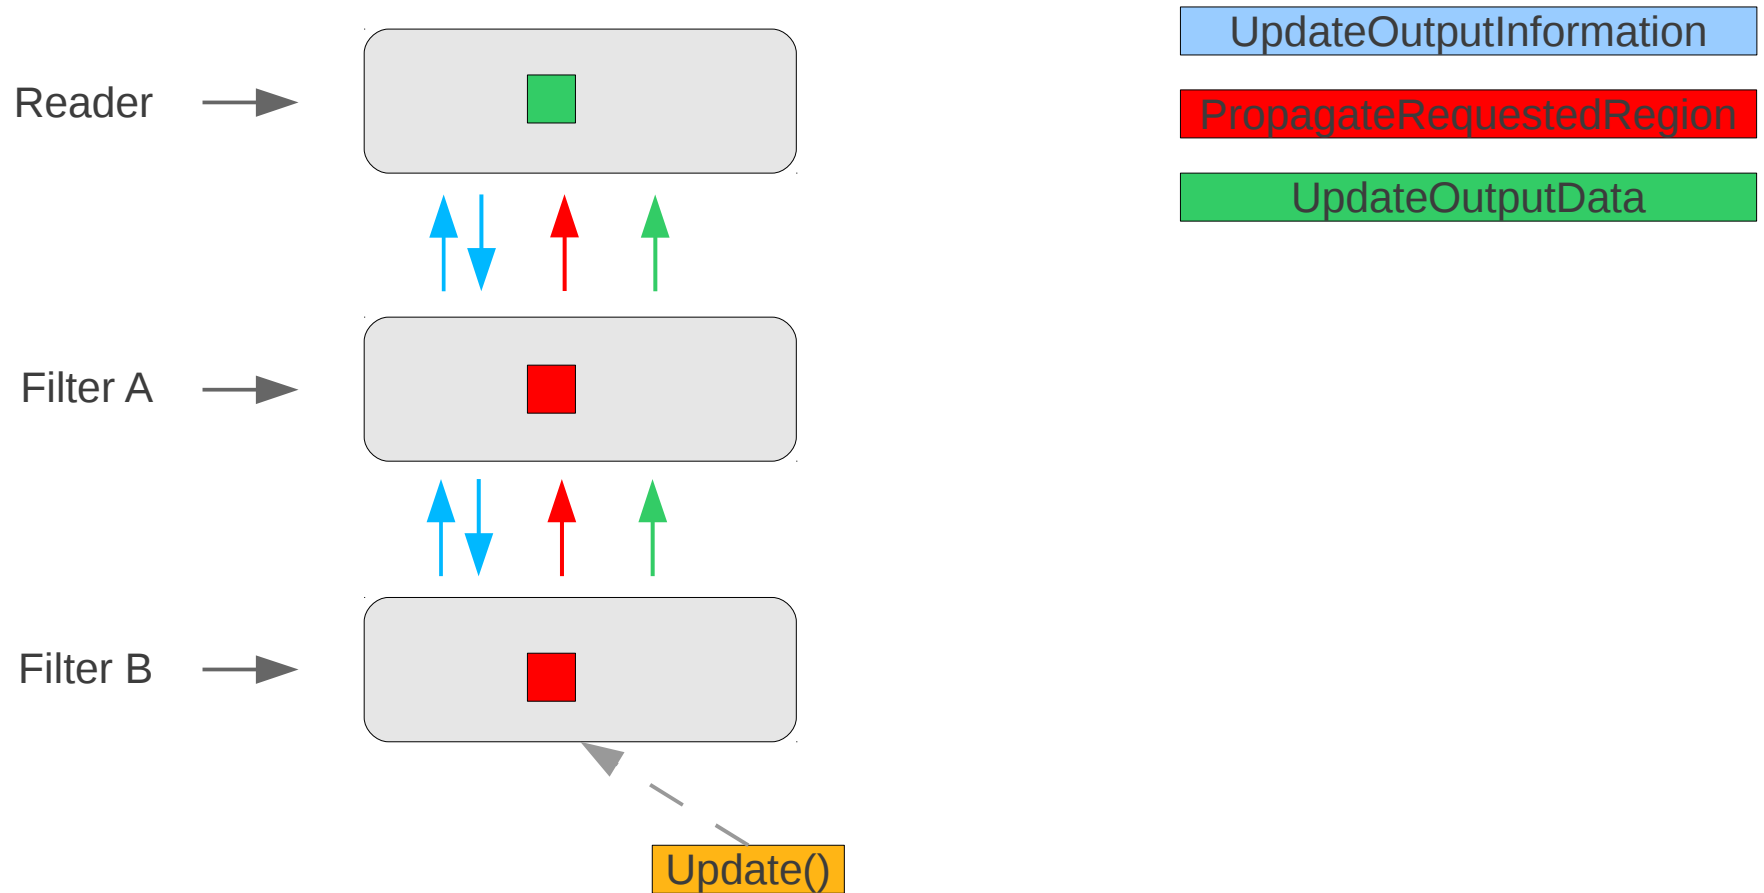 UpdateOutputInformation
Reader
PropagateRequestedRegion
UpdateOutputData
Filter A
Filter B
Update()